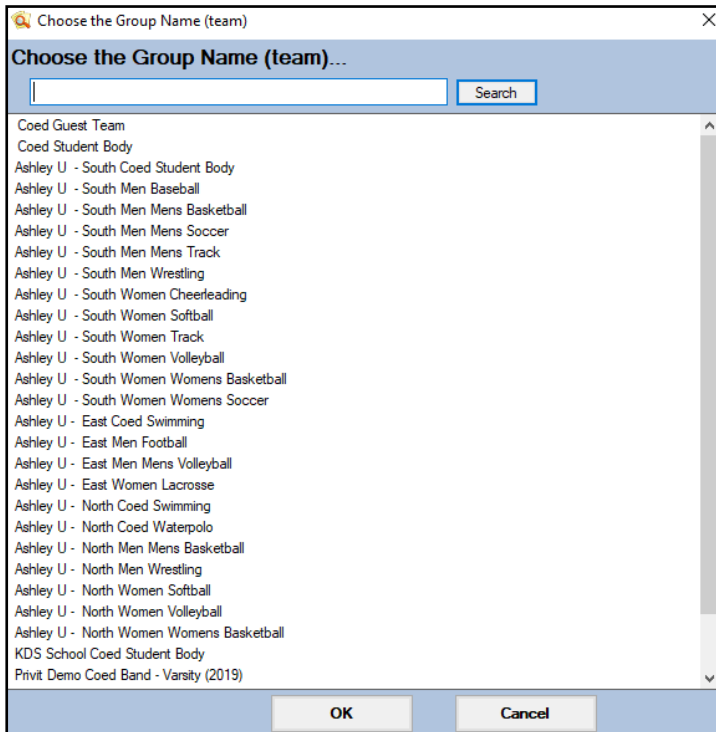 Choose the Group Name (team)
Choose the Group Name (team)...
Search
Coed Guest Team
Coed Student Body
Ashley U - South Coed Student Body
Ashley U - South Men Baseball
Ashley U - South Men Mens Basketball
Ashley U - South Men Mens Soccer
Ashley U - South Men Mens Track
Ashley U - South Men Wrestling
Ashley U - South Women Cheerleading
Ashley U - South Women Softball
Ashley U - South Women Track
Ashley U - South Women Volleyball
Ashley U - South Women Womens Basketball
Ashley U - South Women Womens Soccer
Ashley U - East Coed Swimming
Ashley U - East Men Football
Ashley U - East Men Mens Volleyball
Ashley U - East Women Lacrosse
Ashley U - North Coed Swimming
Ashley U - North Coed Waterpolo
Ashley U - North Men Mens Basketball
Ashley U - North Men Wrestling
Ashley U - North Women Softball
Ashley U - North Women Volleyball
Ashley U - North Women Womens Basketball
KDS School Coed Student Body
Privit Demo Coed Band - Varsity (2019)
OK Cancel